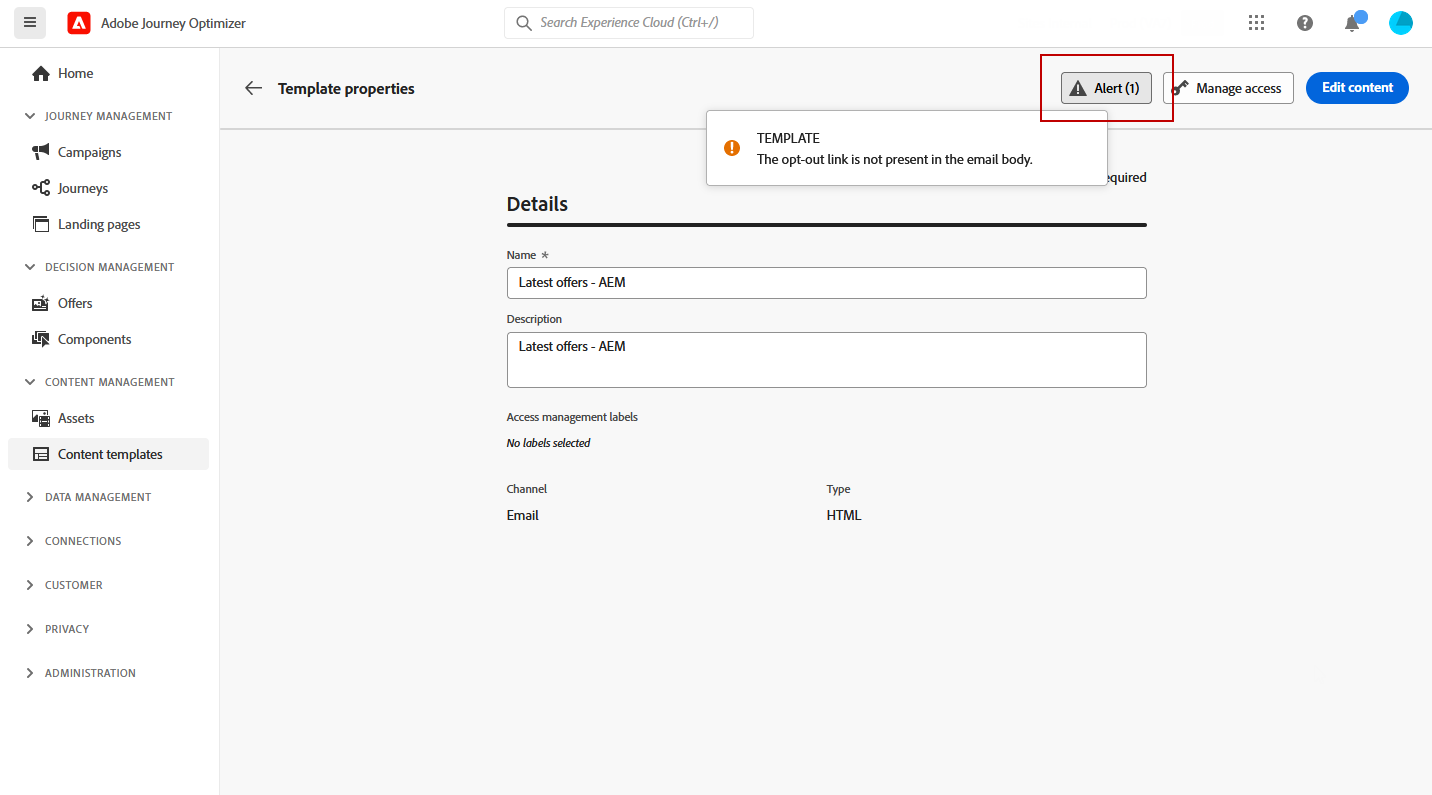 Adobe Journey Optimizer
Search Experience Cloud (Ctrl+/)
Home
JOURNEY MANAGEMENT
Campaigns
Journeys
Landing pages
DECISION MANAGEMENT
Offers
Components
CONTENT MANAGEMENT
Assets
Content templates
DATA MANAGEMENT
CONNECTIONS
CUSTOMER
PRIVACY
ADMINISTRATION
Template properties
Alert (1)
Manage access
Edit content
TEMPLATE
The opt-out link is not present in the email body.
equired
Details
Name *
Latest offers - AEM
Description
Latest offers - AEM
Access management labels
No labels selected
Channel
Type
Email
HTML